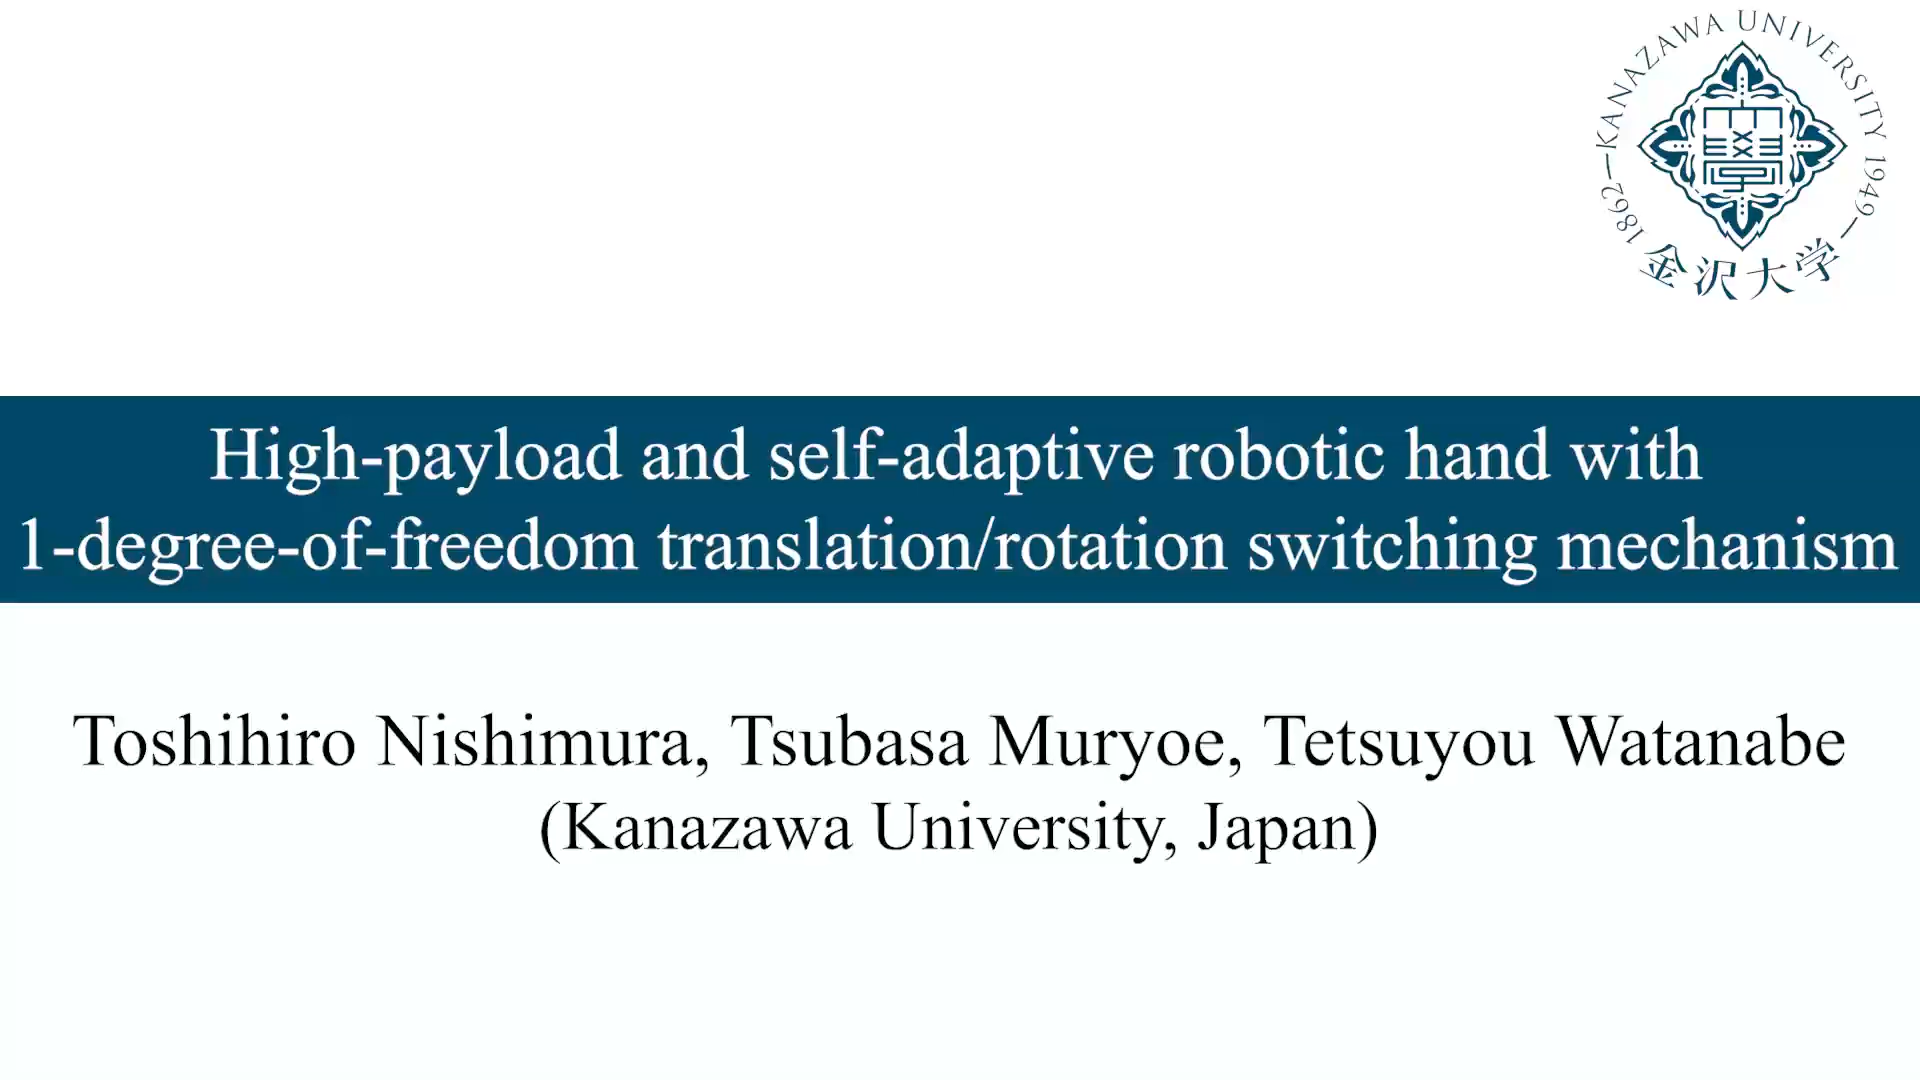 1862—KANAZAWA UNIVERSITY 1949—
金沢大学
High-payload and self-adaptive robotic hand with
1-degree-of-freedom translation/rotation switching mechanism
Toshihiro Nishimura, Tsubasa Muryoe, Tetsuyou Watanabe
(Kanazawa University, Japan)